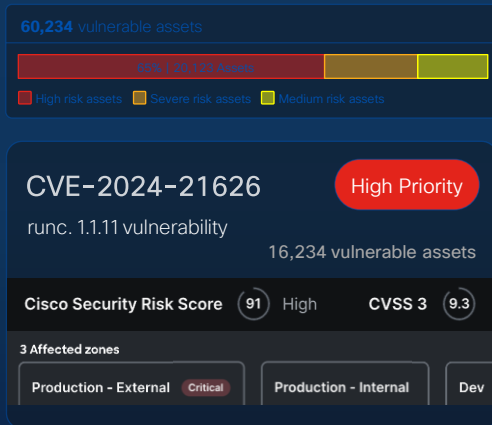 60,234 vulnerable assets
High risk assets Severe risk assets Medium risk assets
CVE-2024-21626
High Priority
runc. 1.1.11 vulnerability
16,234 vulnerable assets
Cisco Security Risk Score 91 High CVSS 3 9.3
3 Affected zones
Production - External Critical Production - Internal Dev